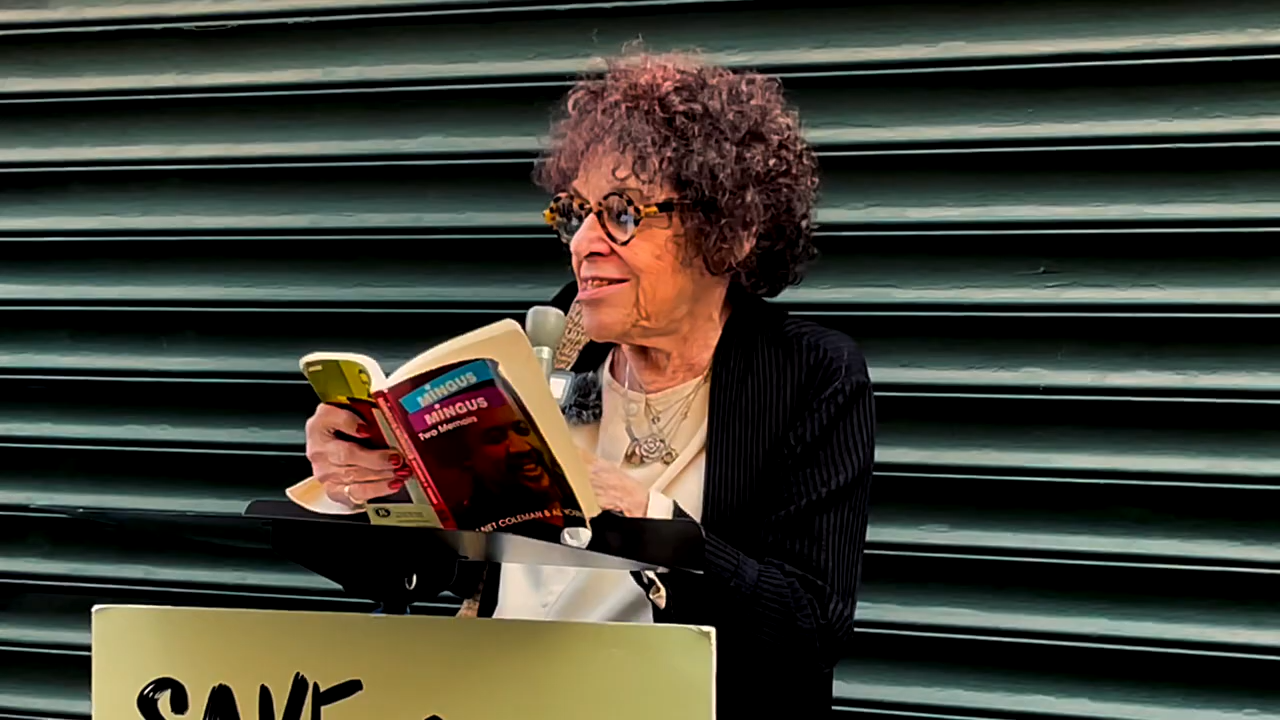 MINGUS
MINGUS
Two Memoirs
NET COLEMAN & AL YOUNG
SAVE